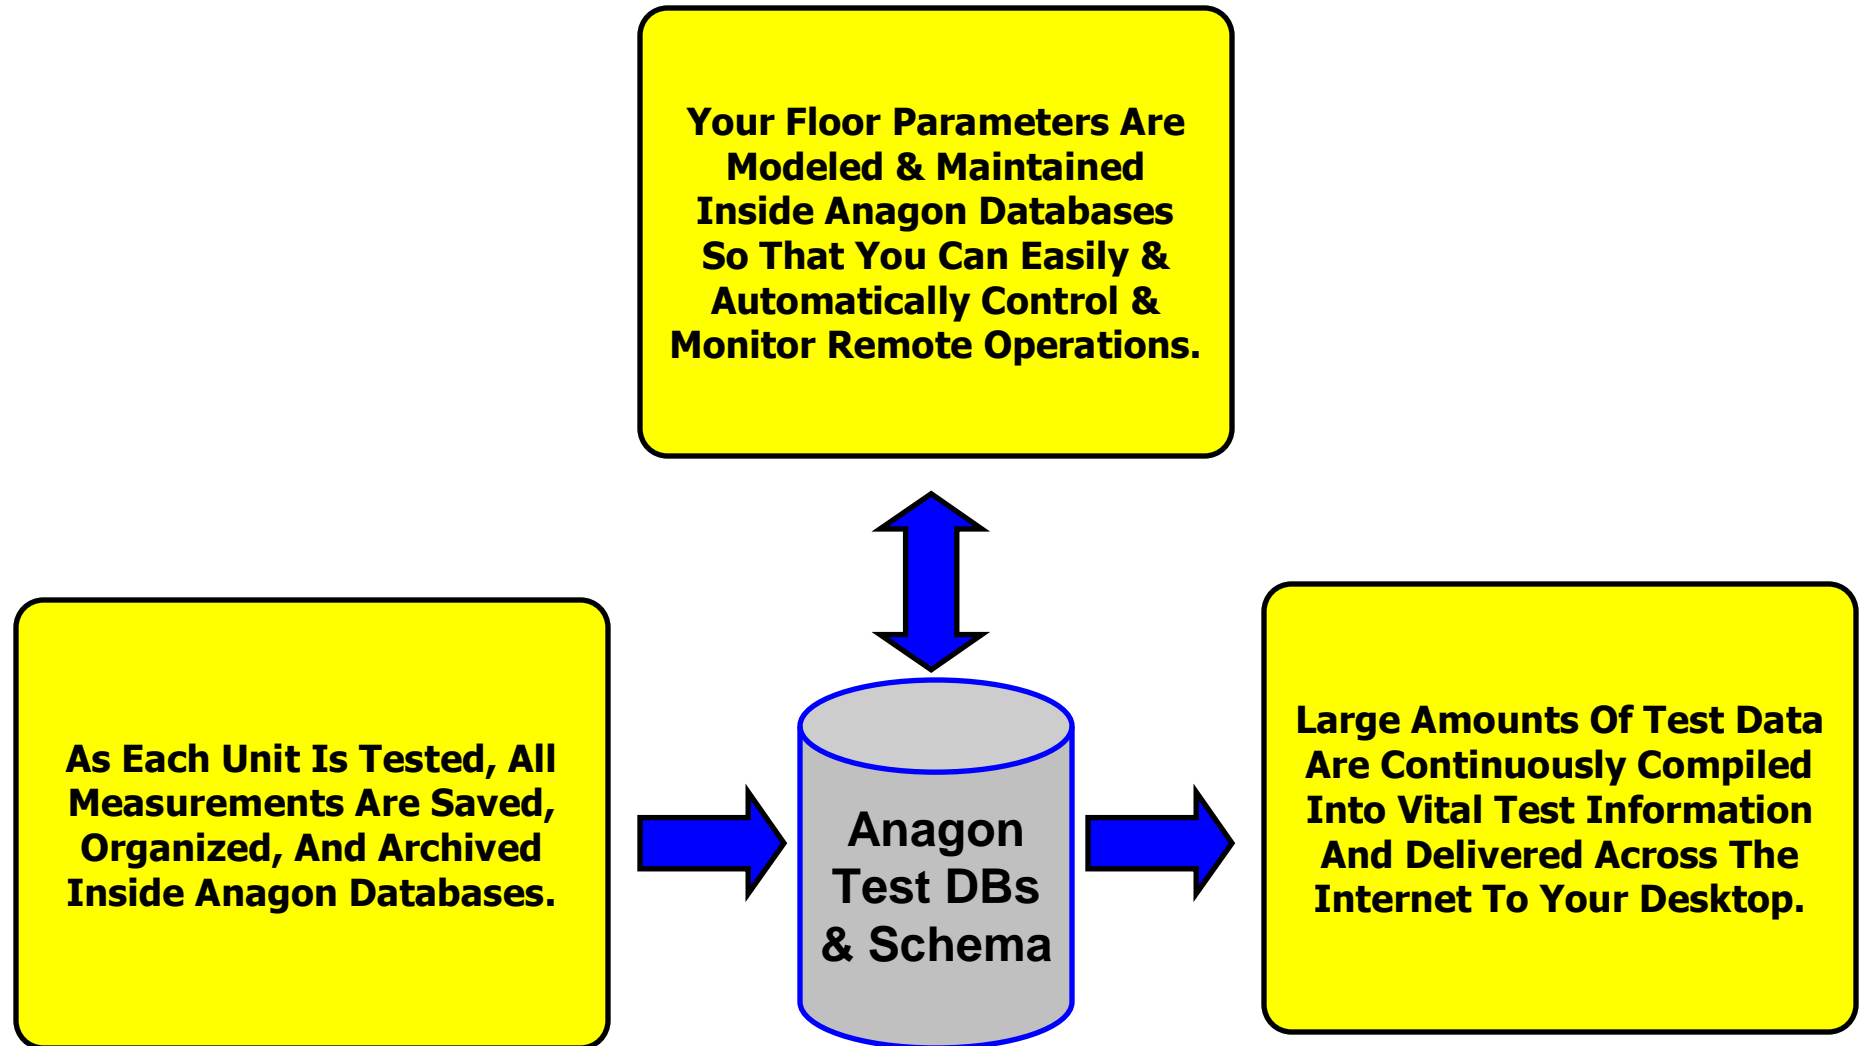 Your Floor Parameters Are
Modeled & Maintained
Inside Anagon Databases
So That You Can Easily &
Automatically Control &
Monitor Remote Operations.
As Each Unit Is Tested, All
Measurements Are Saved,
Organized, And Archived
Inside Anagon Databases.
Anagon
Test DBs
& Schema
Large Amounts Of Test Data
Are Continuously Compiled
Into Vital Test Information
And Delivered Across The
Internet To Your Desktop.